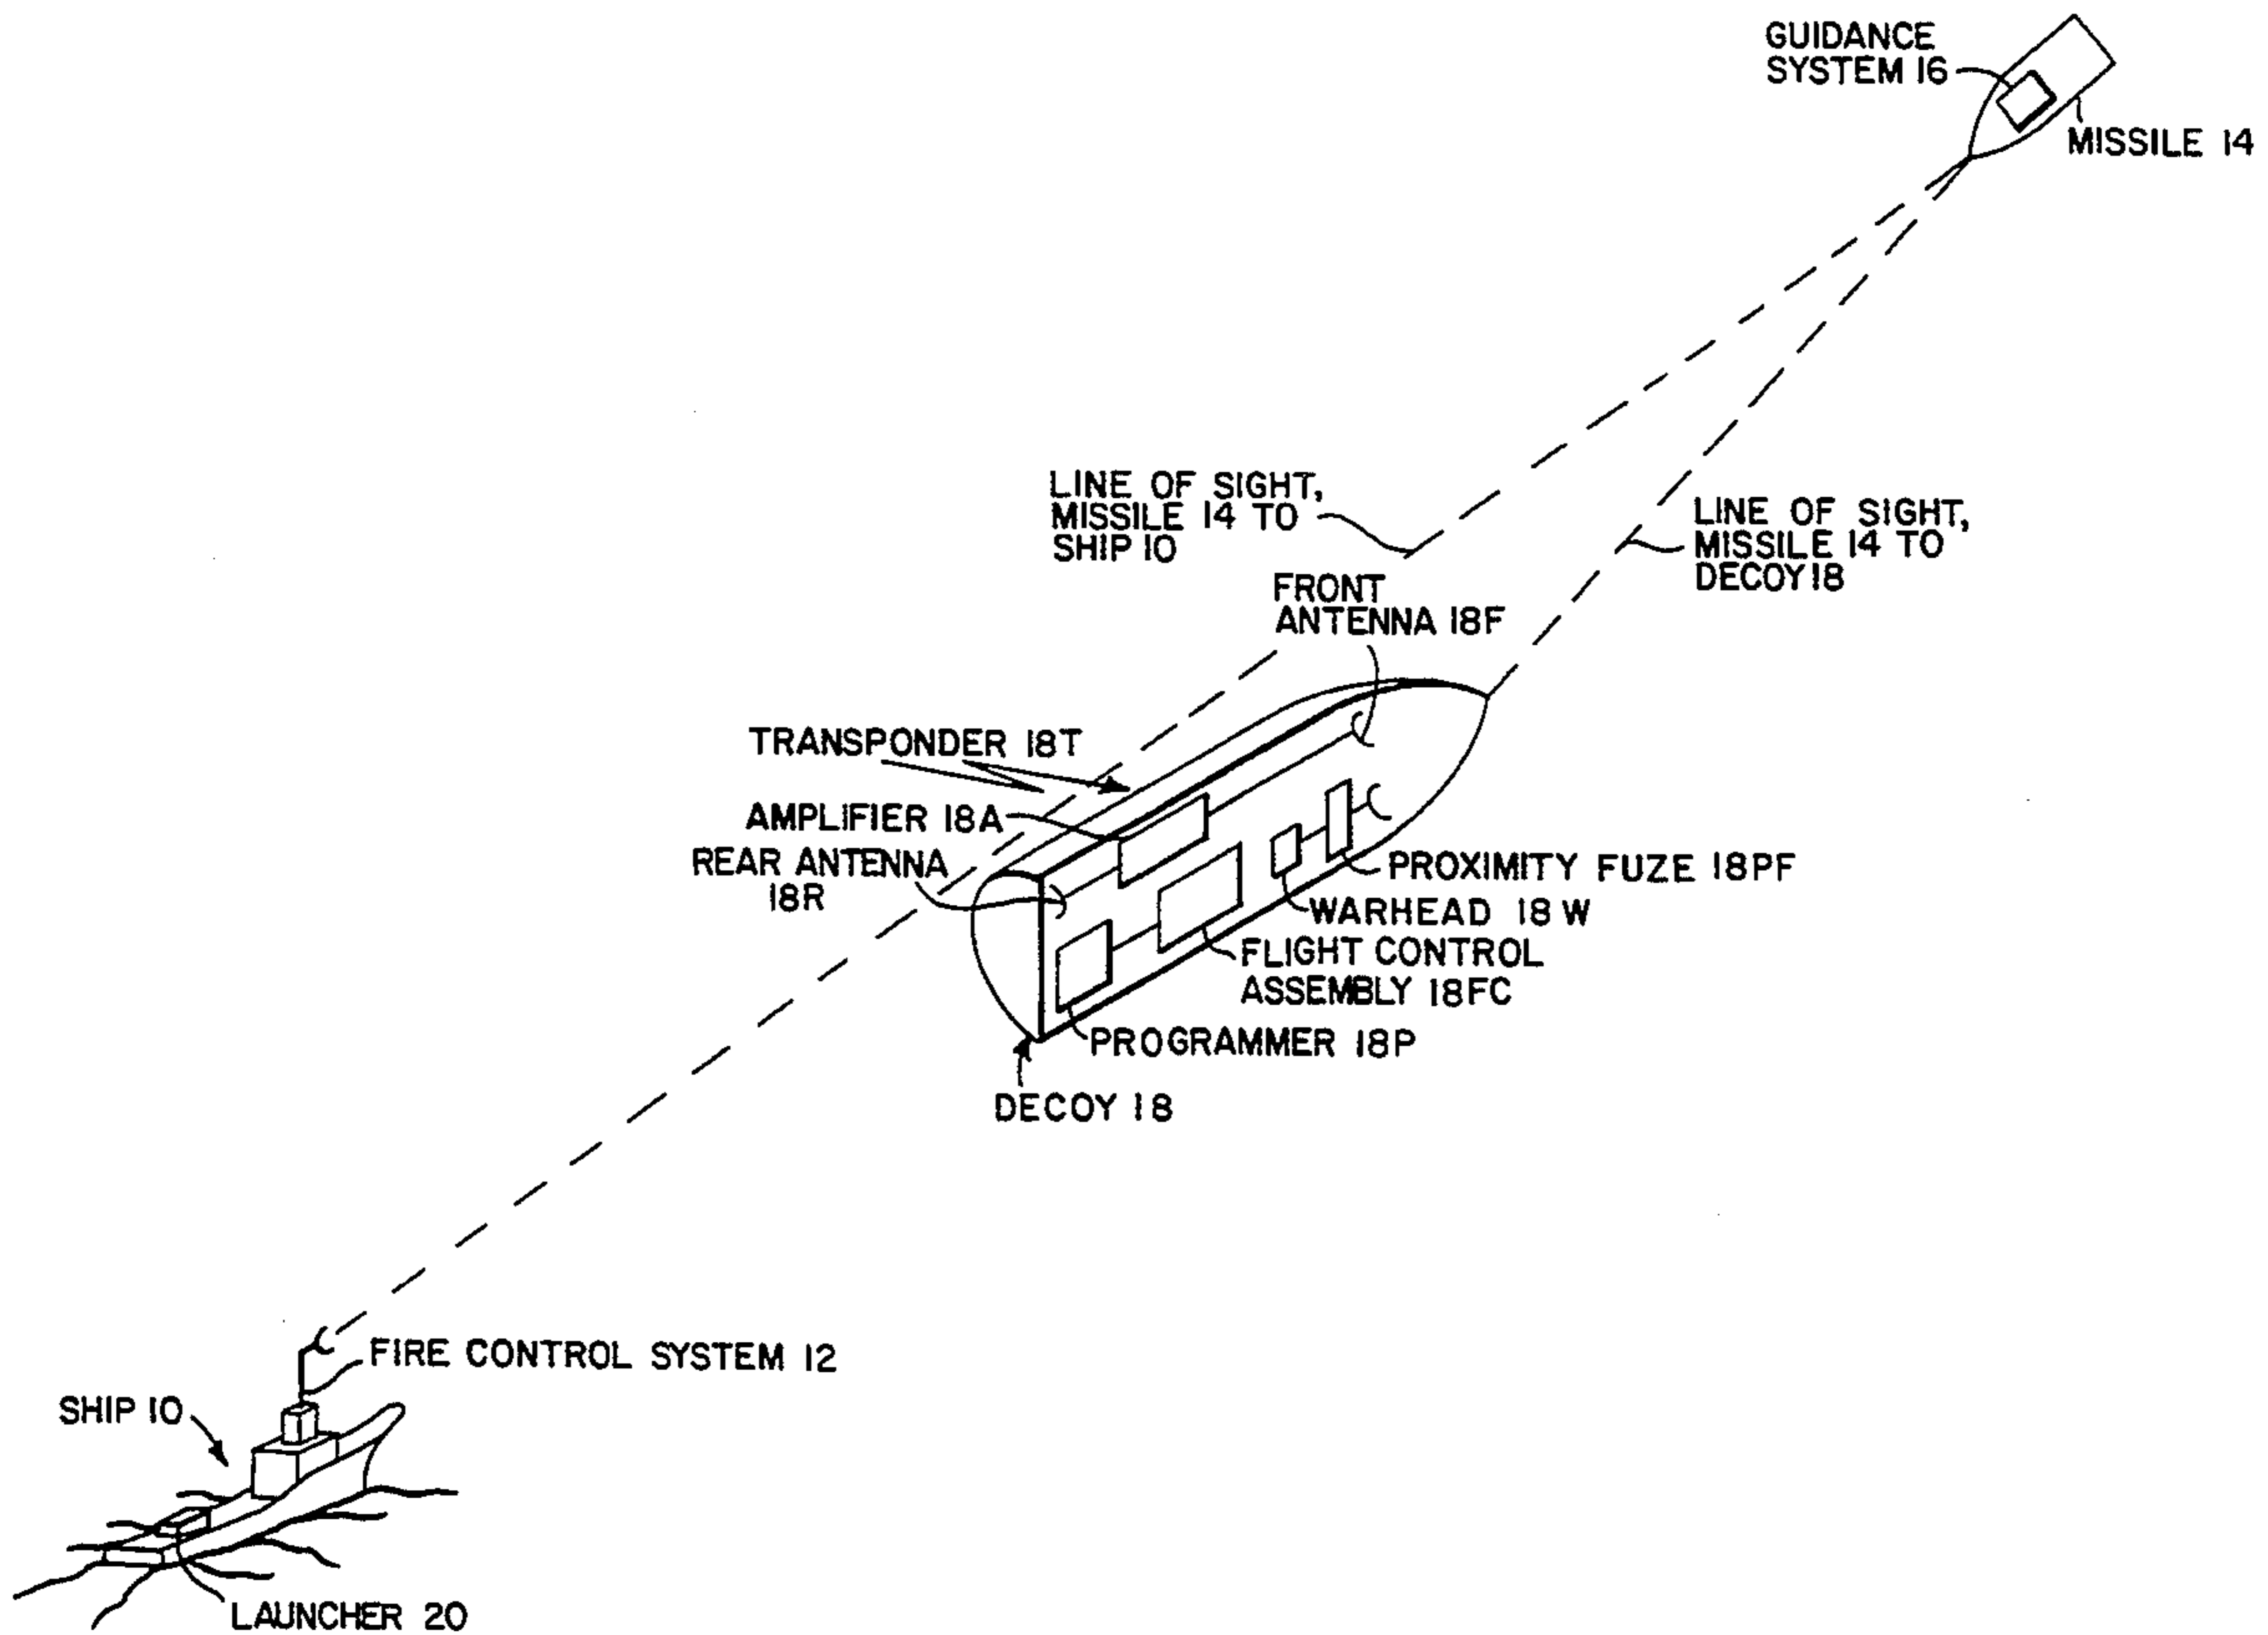 GUIDANCE
SYSTEM 16
MISSILE 14
LINE OF SIGHT,
MISSILE 14 TO
SHIP 10
LINE OF SIGHT,
MISSILE 14 TO
DECOY 18
FRONT
ANTENNA 18F
TRANSPONDER 18T
AMPLIFIER 18A
REAR ANTENNA
18R
PROXIMITY FUZE 18PF
WARHEAD 18W
FLIGHT CONTROL
ASSEMBLY 18FC
PROGRAMMER 18P
DECOY 18
FIRE CONTROL SYSTEM 12
SHIP 10
LAUNCHER 20